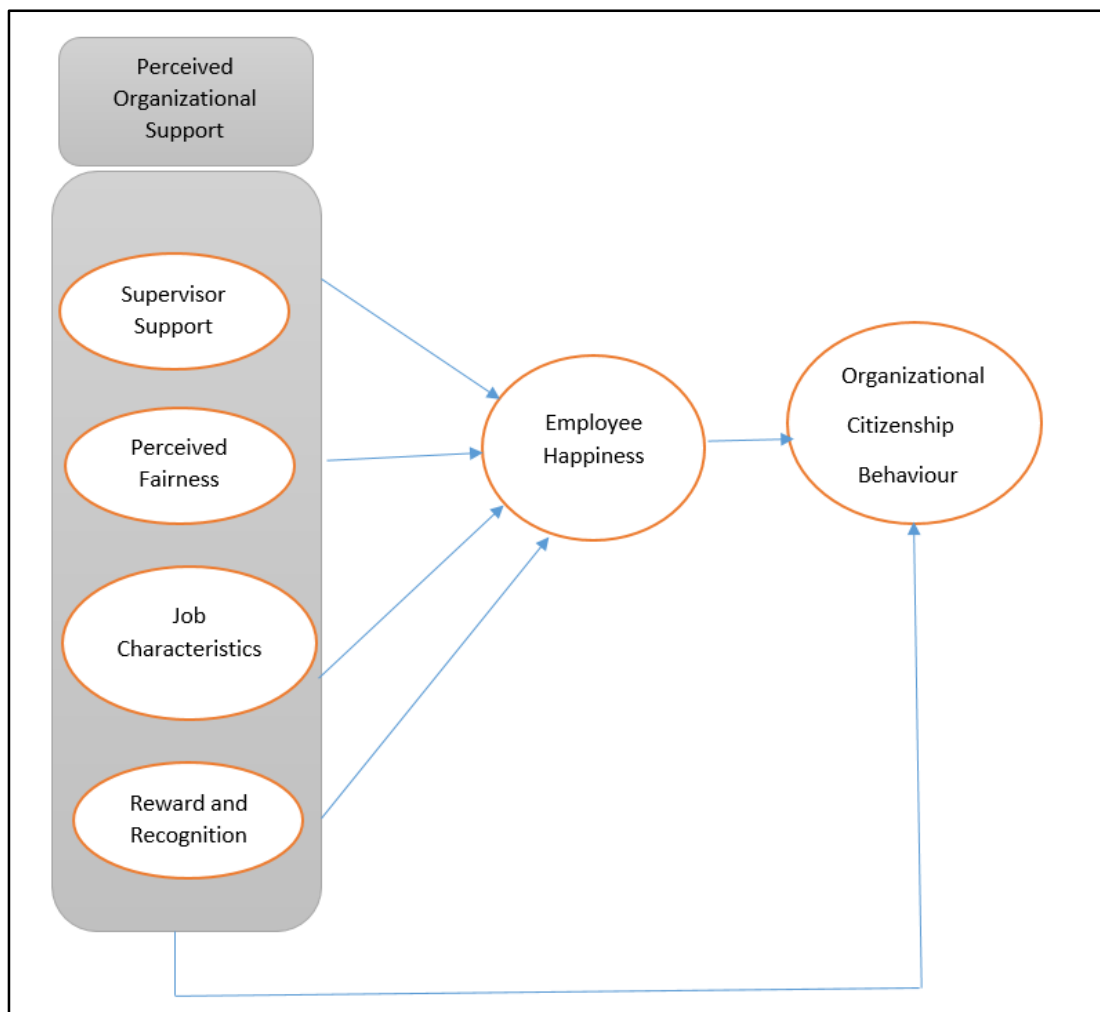 Perceived
Organizational
Support
Supervisor
Support
Perceived
Fairness
Job
Characteristics
Reward and
Recognition
Employee
Happiness
Organizational
Citizenship
Behaviour